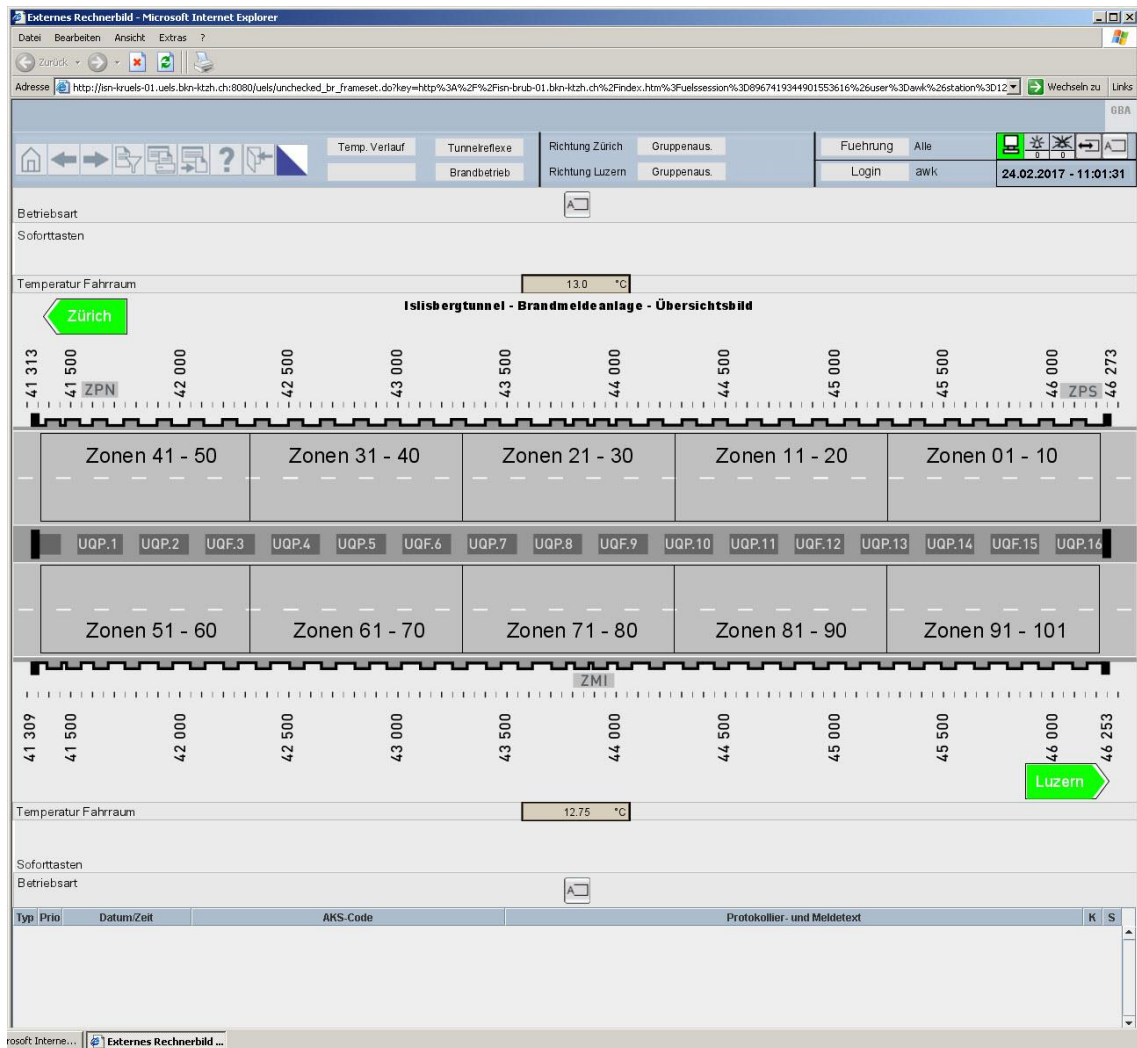 Externes Rechnerbild - Microsoft Internet Explorer
Datei Bearbeiten Ansicht Extras ?
Zurück
Adresse http://isn-kruels-01.uels.bkn-ktzh.ch:8080/uels/unchecked_br_frameset.do?key=http%3A%2F%2Fisn-brub-01.bkn-ktzh.ch%2Findex.htm%3Fuelssession%3D8967419344901553616%26user%3Dawk%26station%3D12 Wechseln zu Links
GBA
Temp. Verlauf Tunnelreflexe Richtung Zürich Gruppenaus. Fuehrung Alle 0 0 A
Brandbetrieb Richtung Luzern Gruppenaus. Login awk 24.02.2017 - 11:01:31
Betriebsart A
Soforttasten
Temperatur Fahrraum 13.0 °C
Islisbergtunnel - Brandmeldeanlage - Übersichtsbild
Zürich
41 313 41 500 42 000 42 500 43 000 43 500 44 000 44 500 45 000 45 500 46 000 46 273
ZPN ZPS
Zonen 41 - 50 Zonen 31 - 40 Zonen 21 - 30 Zonen 11 - 20 Zonen 01 - 10
UQP.1 UQP.2 UQF.3 UQP.4 UQP.5 UQF.6 UQP.7 UQP.8 UQF.9 UQP.10 UQP.11 UQF.12 UQP.13 UQP.14 UQF.15 UQP.16
Zonen 51 - 60 Zonen 61 - 70 Zonen 71 - 80 Zonen 81 - 90 Zonen 91 - 101
ZMI
41 309 41 500 42 000 42 500 43 000 43 500 44 000 44 500 45 000 45 500 46 000 46 253
Luzern
Temperatur Fahrraum 12.75 °C
Soforttasten
Betriebsart A
Typ Prio Datum/Zeit AKS-Code Protokollier- und Meldetext K S
rosoft Interne... Externes Rechnerbild ...